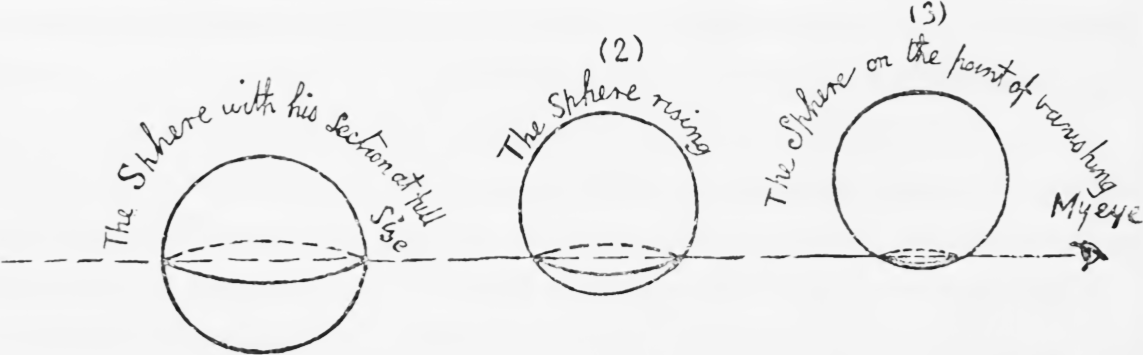 The Sphere with his section at full
size
(2)
The Sphere rising
(3)
The Sphere on the point of vanishing
My eye